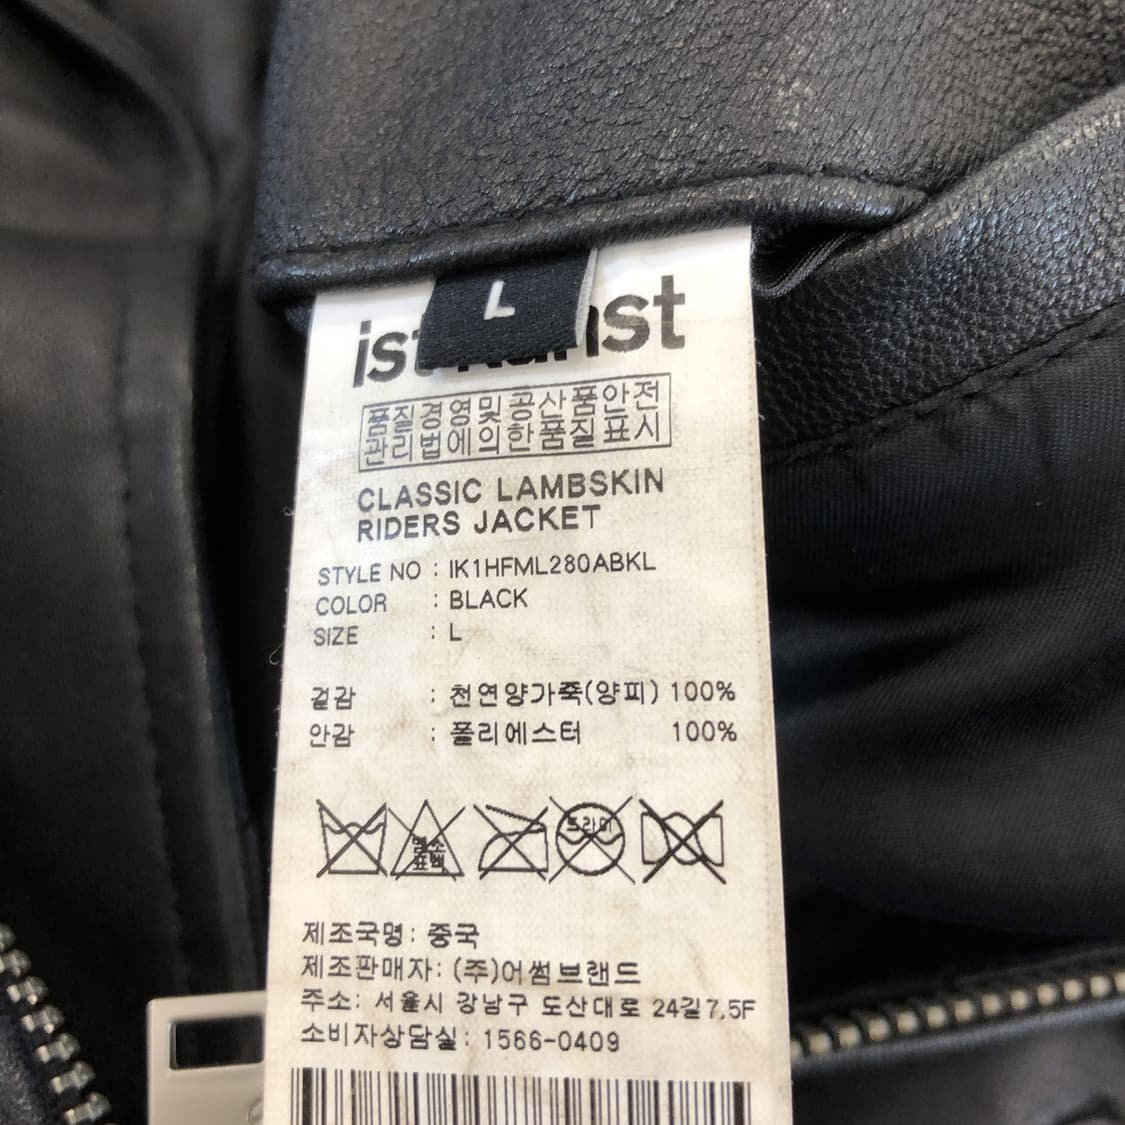 L
ist kunst
품질경영및공산품안전
관리법에의한품질표시
CLASSIC LAMBSKIN
RIDERS JACKET
STYLE NO : IK1HFML280ABKL
COLOR : BLACK
SIZE : L
겉감 : 천연양가죽(양피) 100%
안감 : 폴리에스터 100%
염소
표백
드라이
제조국명: 중국
제조판매자: (주)어썸브랜드
주소: 서울시 강남구 도산대로 24길7,5F
소비자상담실: 1566-0409